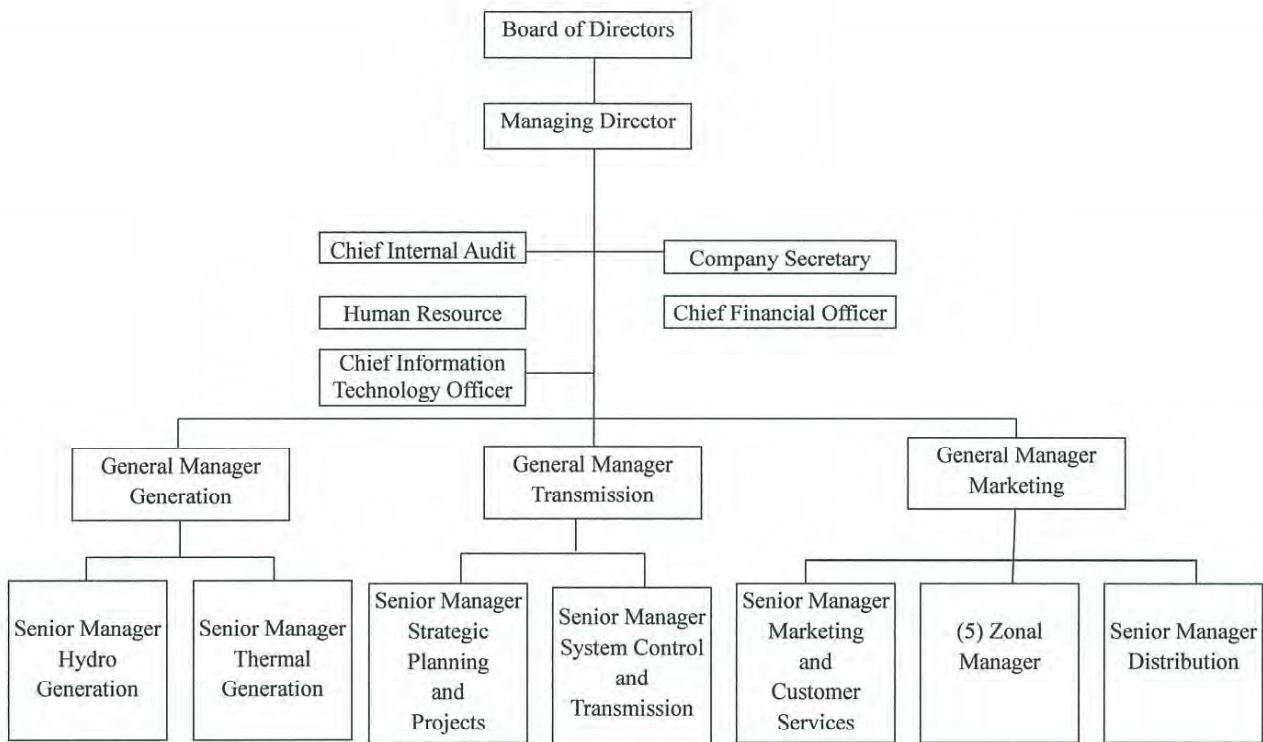 Board of Directors
Managing Director
Chief Internal Audit
Company Secretary
Human Resource
Chief Financial Officer
Chief Information
Technology Officer
General Manager
Generation
General Manager
Transmission
General Manager
Marketing
Senior Manager
Hydro
Generation
Senior Manager
Thermal
Generation
Senior Manager
Strategic
Planning
and
Projects
Senior Manager
System Control
and
Transmission
Senior Manager
Marketing
and
Customer
Services
(5) Zonal
Manager
Senior Manager
Distribution